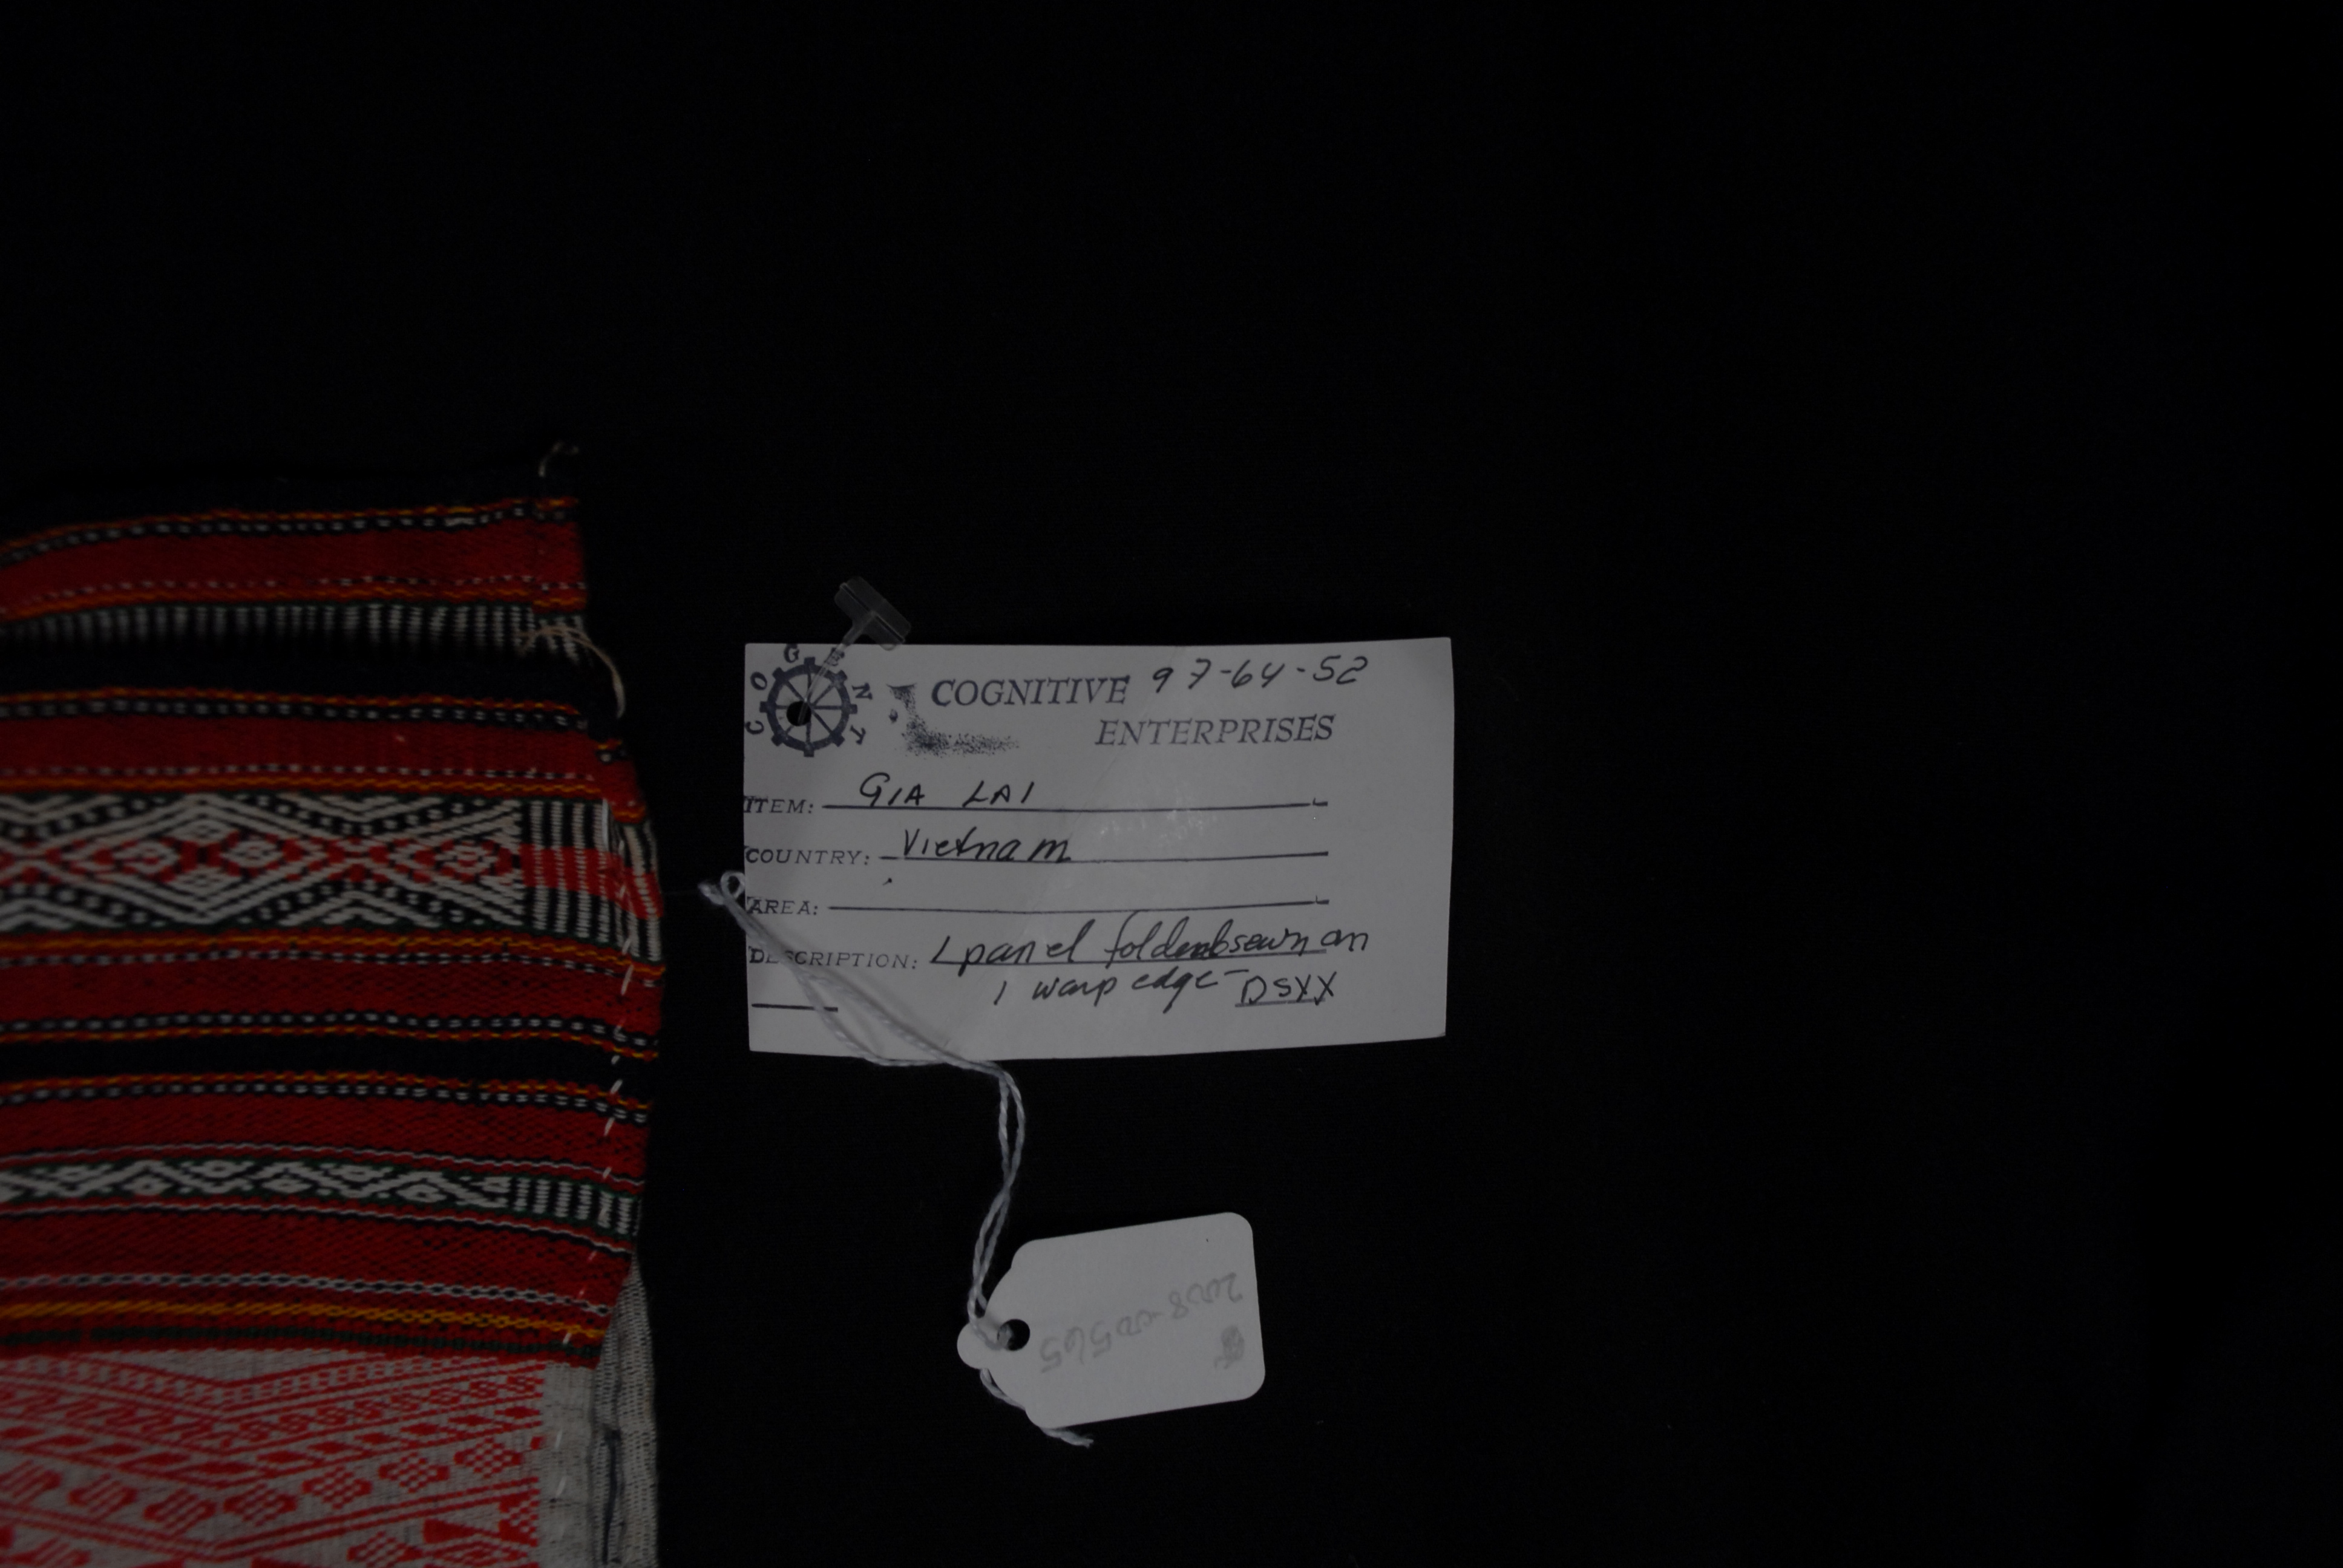 COGNITIVE 97-64-52
ENTERPRISES
ITEM: GIA LAI
COUNTRY: Vietnam
AREA:
DESCRIPTION: 1 panel folded sewn on
1 warp edge - DSXX
2008-00565